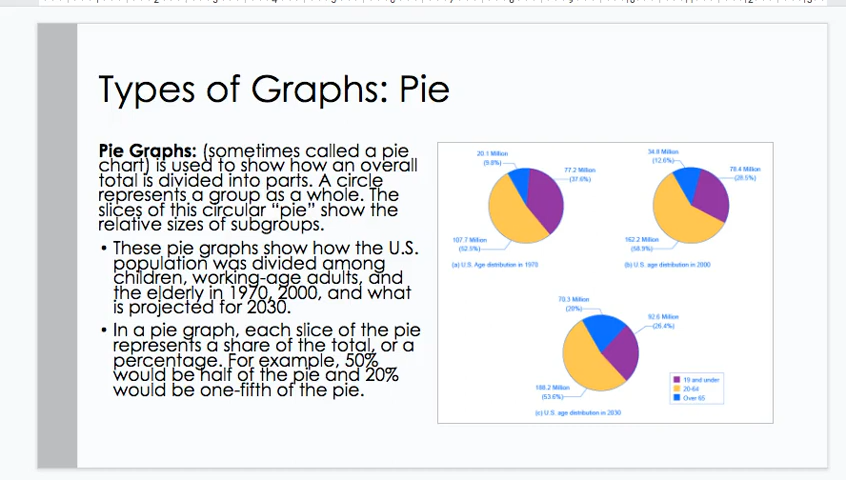 Types of Graphs: Pie
Pie Graphs: (sometimes called a pie
chart) is used to show how an overall
total is divided into parts. A circle
represents a group as a whole. The
slices of this circular “pie” show the
relative sizes of subgroups.
• These pie graphs show how the U.S.
population was divided among
children, working-age adults, and
the elderly in 1970, 2000, and what
is projected for 2030.
• In a pie graph, each slice of the pie
represents a share of the total, or a
percentage. For example, 50%
would be half of the pie and 20%
would be one-fifth of the pie.
20.1 Million
(9.8%)
77.2 Million
(37.6%)
107.7 Million
(52.5%)
(a) U.S. Age distribution in 1970
34.8 Million
(12.6%)
78.4 Million
(28.5%)
162.2 Million
(58.9%)
(b) U.S. age distribution in 2000
70.3 Million
(20%)
92.6 Million
(26.4%)
188.2 Million
(53.6%)
(c) U.S. age distribution in 2030
19 and under
20-64
Over 65